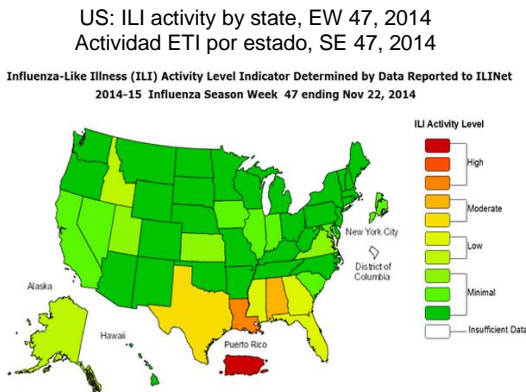 US: ILI activity by state, EW 47, 2014
Actividad ETI por estado, SE 47, 2014
Influenza-Like Illness (ILI) Activity Level Indicator Determined by Data Reported to ILINet
2014-15 Influenza Season Week 47 ending Nov 22, 2014
ILI Activity Level
High
Moderate
Low
Minimal
Insufficient Data
New York City
District of
Columbia
Alaska
Hawaii
Puerto Rico